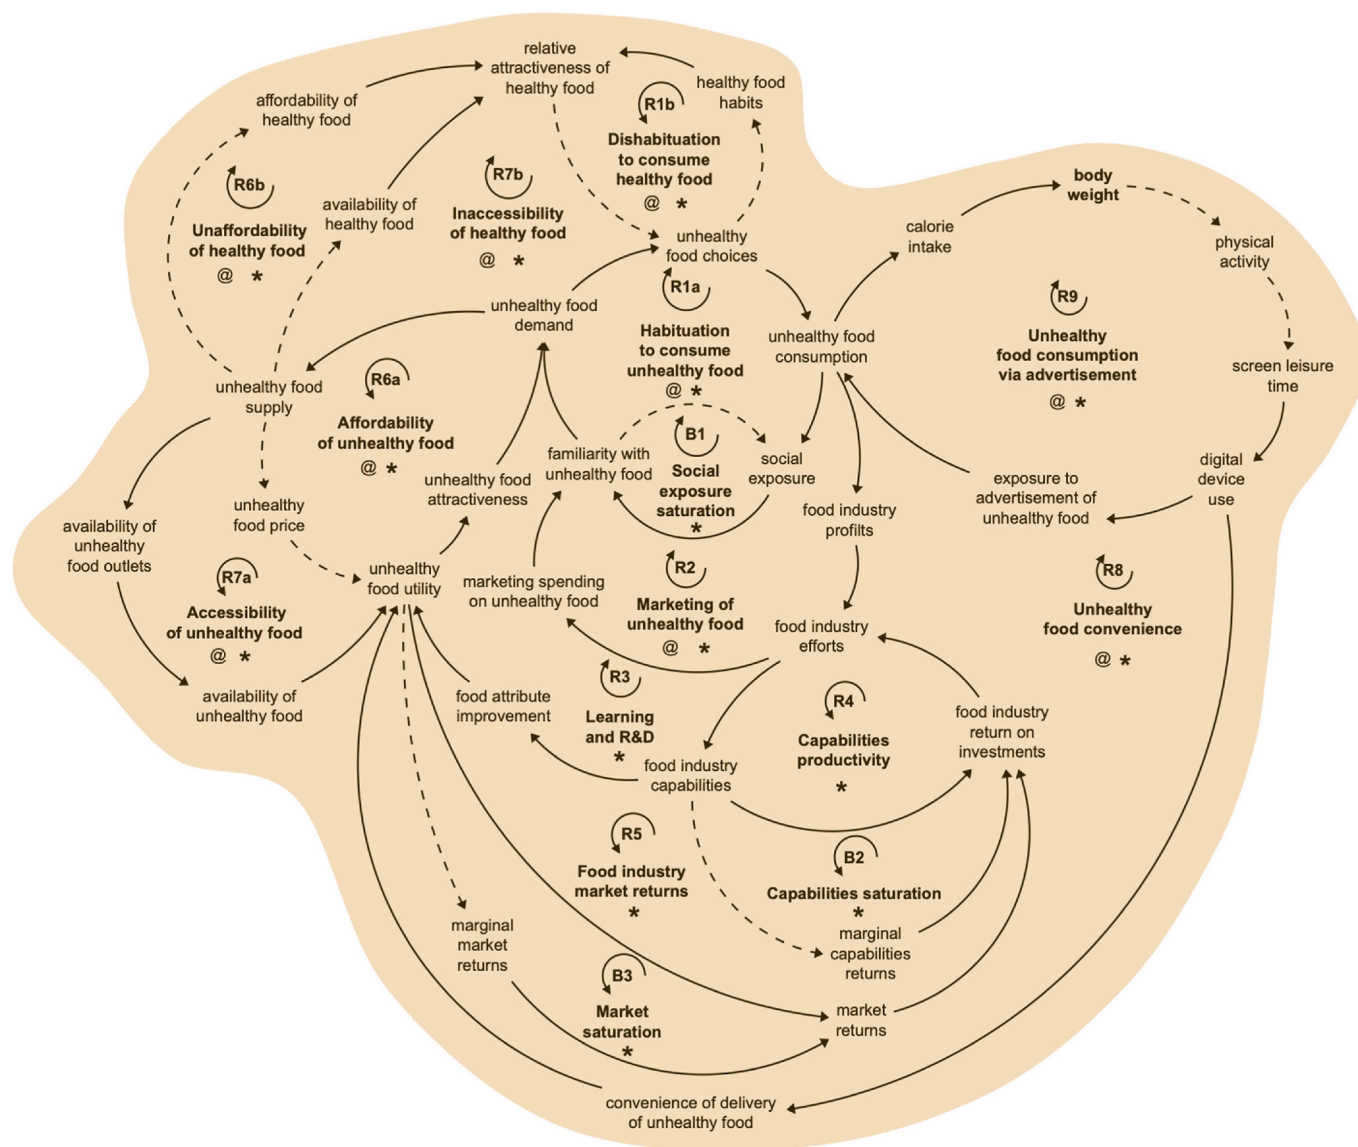 relative
attractiveness of
healthy food
healthy food
habits
affordability of
healthy food
R1b
Dishabituation
to consume
healthy food
@ *
R6b
Unaffordability
of healthy food
@ *
availability of
healthy food
R7b
Inaccessibility
of healthy food
@ *
unhealthy
food choices
calorie
intake
body
weight
physical
activity
R9
Unhealthy
food consumption
via advertisement
@ *
screen leisure
time
unhealthy food
demand
R1a
Habituation
to consume
unhealthy food
@ *
unhealthy food
consumption
unhealthy food
supply
R6a
Affordability
of unhealthy food
@ *
B1
Social
exposure
saturation
*
familiarity with
unhealthy food
social
exposure
unhealthy food
attractiveness
exposure to
advertisement of
unhealthy food
digital
device
use
availability of
unhealthy
food outlets
unhealthy
food price
food industry
profilts
R7a
Accessibility
of unhealthy food
@ *
unhealthy
food utility
marketing spending
on unhealthy food
R2
Marketing of
unhealthy food
@ *
food industry
efforts
R8
Unhealthy
food convenience
@ *
availability of
unhealthy food
food attribute
improvement
R3
Learning
and R&D
*
R4
Capabilities
productivity
*
food industry
return on
investments
food industry
capabilities
R5
Food industry
market returns
*
B2
Capabilities saturation
*
marginal
capabilities
returns
marginal
market
returns
B3
Market
saturation
*
market
returns
convenience of delivery
of unhealthy food